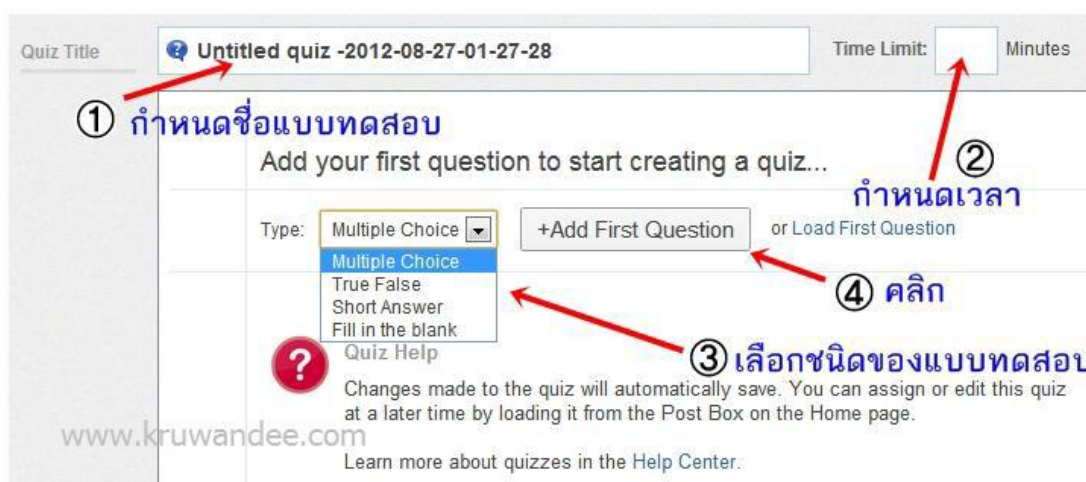 Quiz Title
Untitled quiz -2012-08-27-01-27-28
Time Limit:
Minutes
① กำหนดชื่อแบบทดสอบ
Add your first question to start creating a quiz...
②
กำหนดเวลา
Type:
Multiple Choice
+Add First Question
or Load First Question
Multiple Choice
True False
Short Answer
Fill in the blank
④ คลิก
③ เลือกชนิดของแบบทดสอบ
Quiz Help
Changes made to the quiz will automatically save. You can assign or edit this quiz
at a later time by loading it from the Post Box on the Home page.
www.kruwandee.com
Learn more about quizzes in the Help Center.